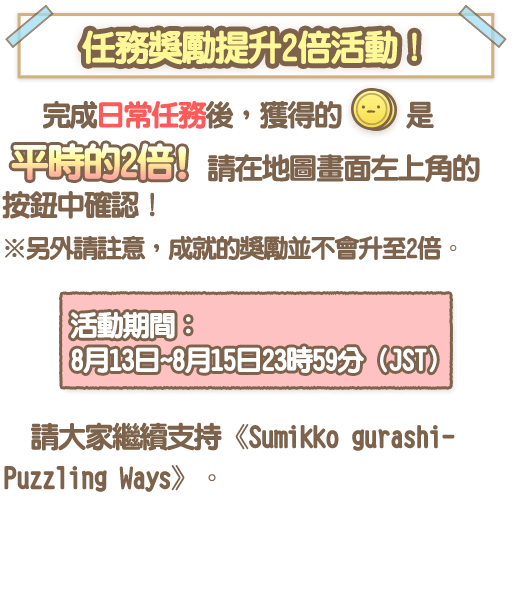 任務獎勵提升2倍活動！
完成日常任務後，獲得的 是
平時的2倍! 請在地圖畫面左上角的
按鈕中確認！
※另外請註意，成就的獎勵並不會升至2倍。
活動期間：
8月13日~8月15日23時59分（JST）
請大家繼續支持《Sumikko gurashi-
Puzzling Ways》。